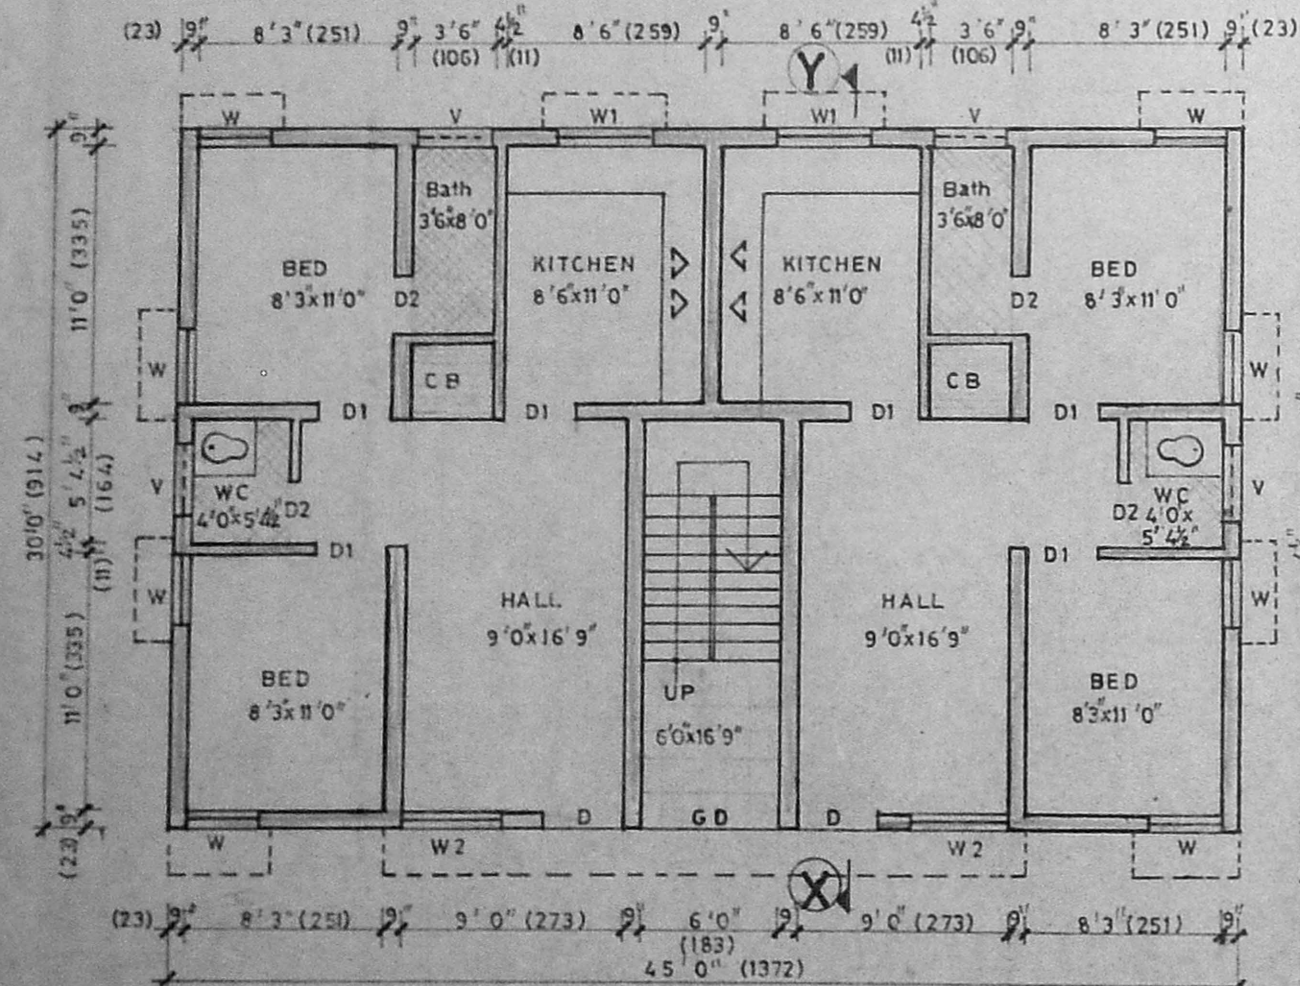 (23) 9" 8'3" (251) 9" 3'6" (106) 4½" (11) 8'6" (259) 9" 8'6" (259) 4½" (11) 3'6" (106) 9" 8'3" (251) 9" (23)
Y
W V W1 W1 V W
9"
Bath Bath
3'6"x8'0" 3'6"x8'0"
11'0" (335)
BED KITCHEN KITCHEN BED
8'3"x11'0" D2 8'6"x11'0" 8'6"x11'0" D2 8'3"x11'0"
W CB CB W
D1 D1 D1 D1
9"
30'0" (914)
5'4½" (164)
V WC WC V
4'0"x5'4½" D2 D2 4'0"x
5'4½"
4½" (11)
D1 D1
W HALL HALL W
9'0"x16'9" 9'0"x16'9"
11'0" (335)
BED UP BED
8'3"x11'0" 6'0"x16'9" 8'3"x11'0"
9" (23)
D GD D
W W2 W2 W
X
(23) 9" 8'3" (251) 9" 9'0" (273) 9" 6'0" (183) 9 9'0" (273) 9" 8'3" (251) 9"
45'0" (1372)